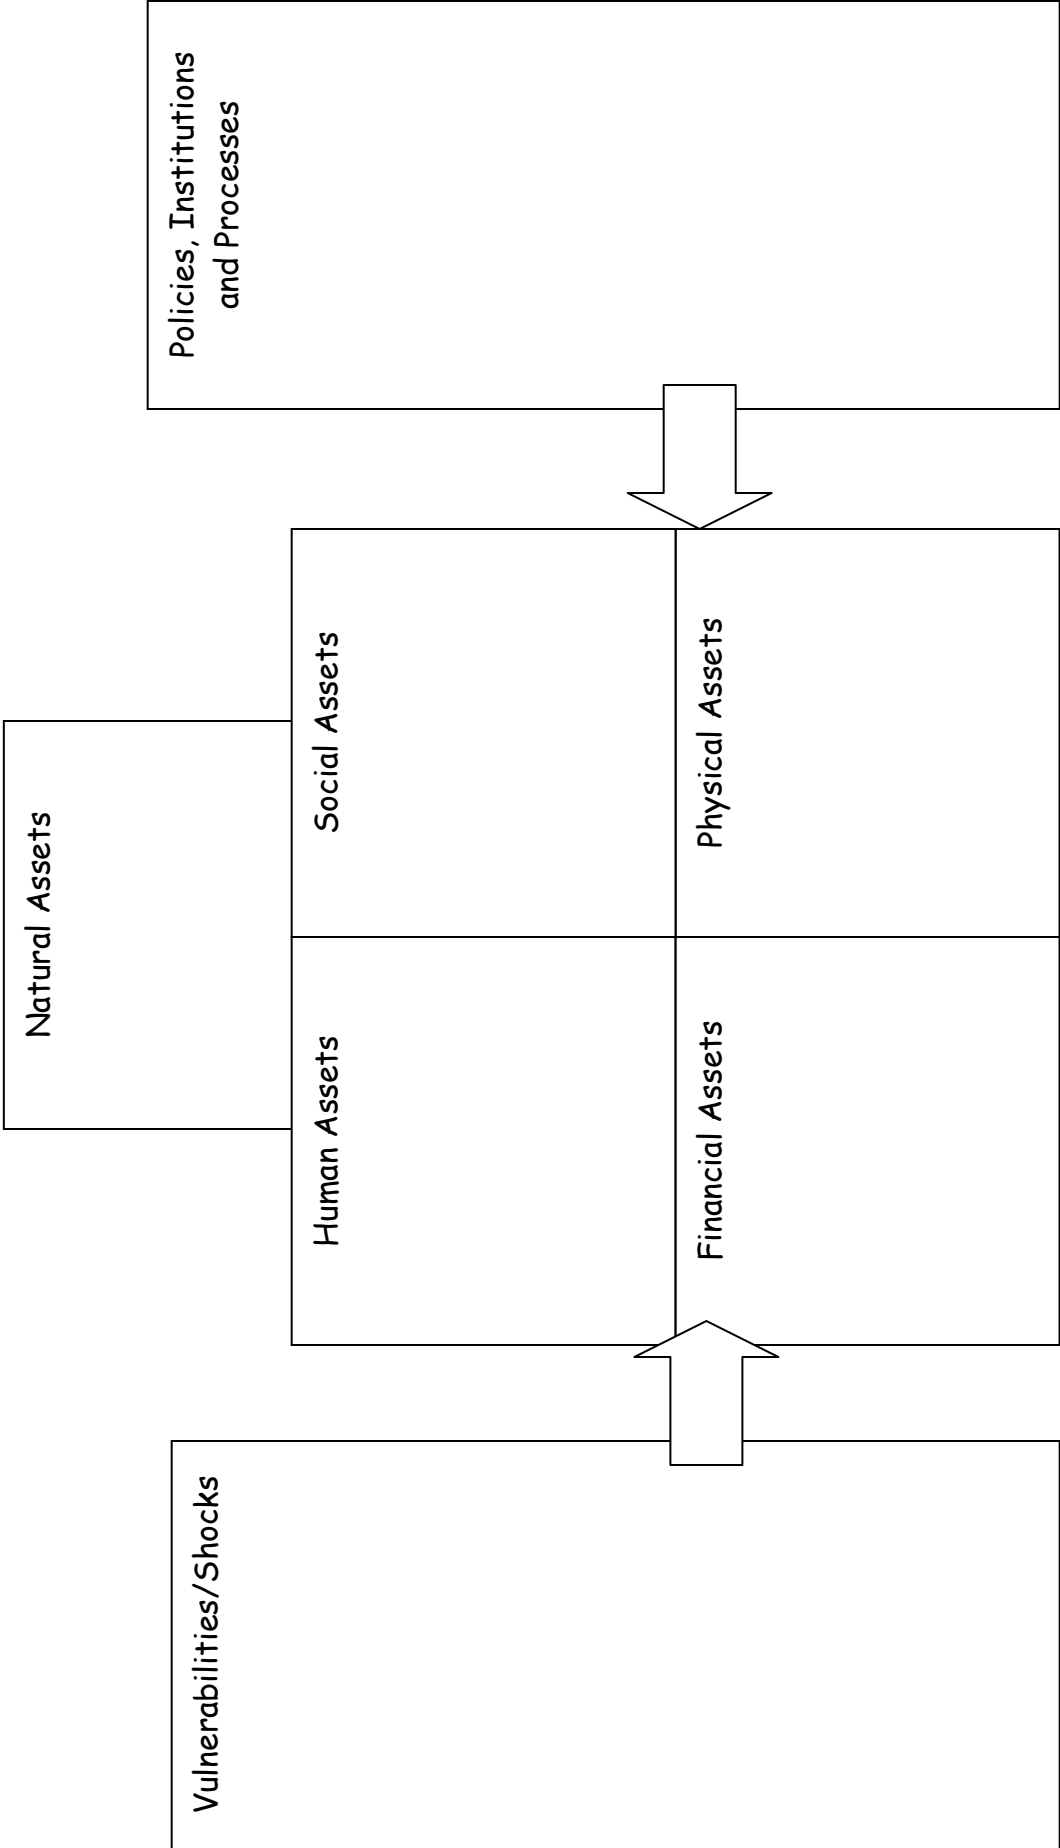 Natural Assets
Vulnerabilities/Shocks
Human Assets
Social Assets
Policies, Institutions
and Processes
Financial Assets
Physical Assets